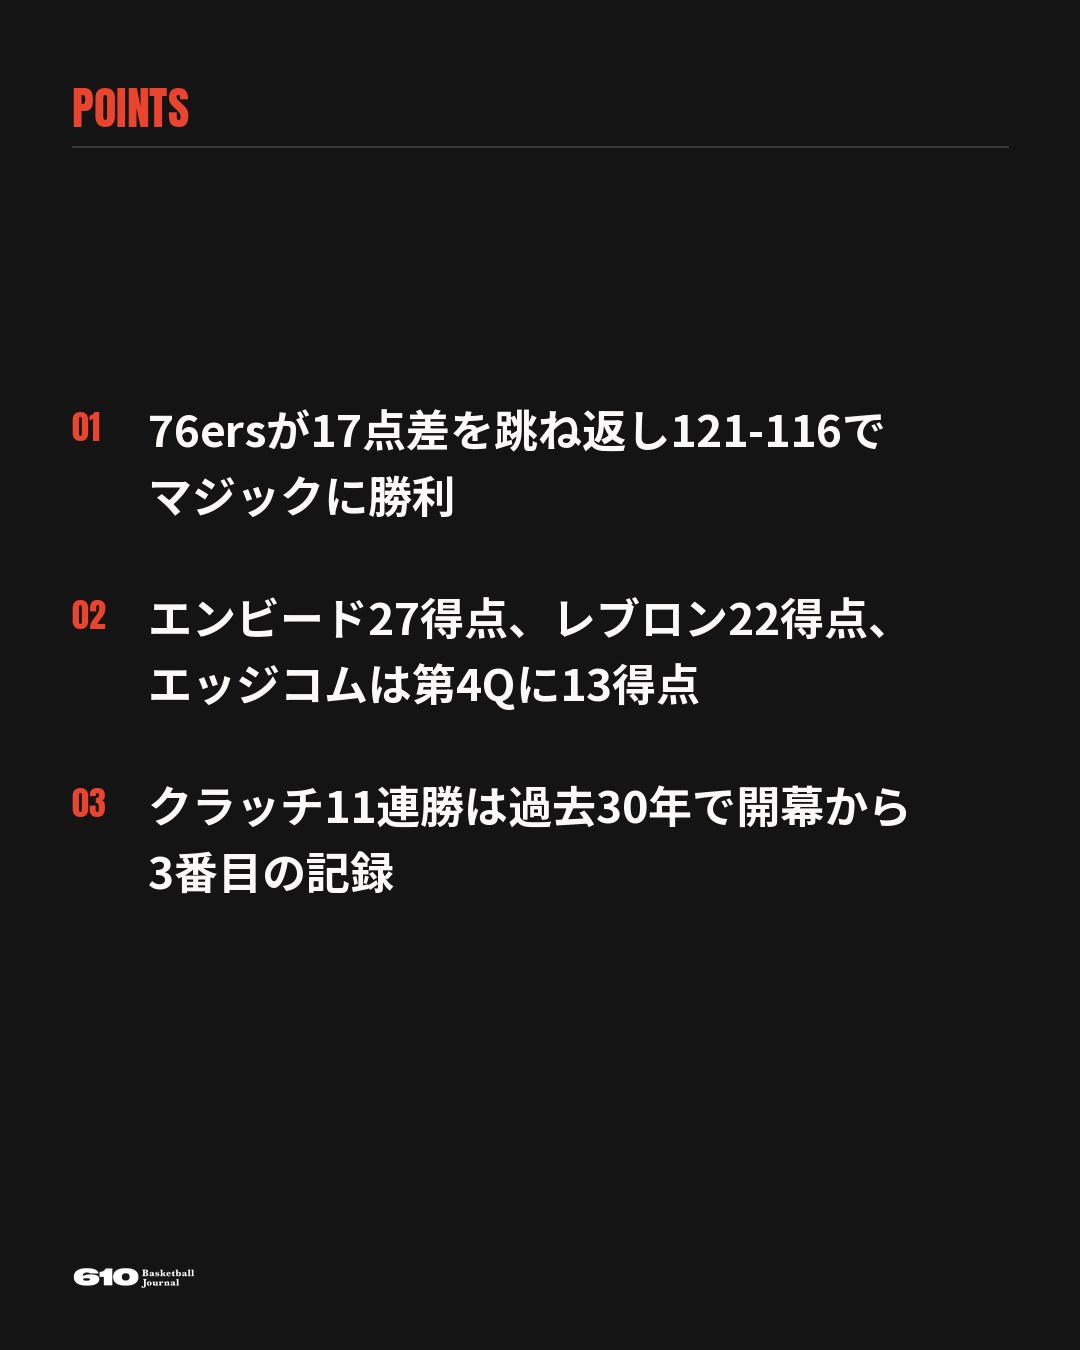 POINTS
01
76ersが17点差を跳ね返し121-116で
マジックに勝利
02
エンビード27得点、レブロン22得点、
エッジコムは第4Qに13得点
03
クラッチ11連勝は過去30年で開幕から
3番目の記録
610 Basketball
Journal